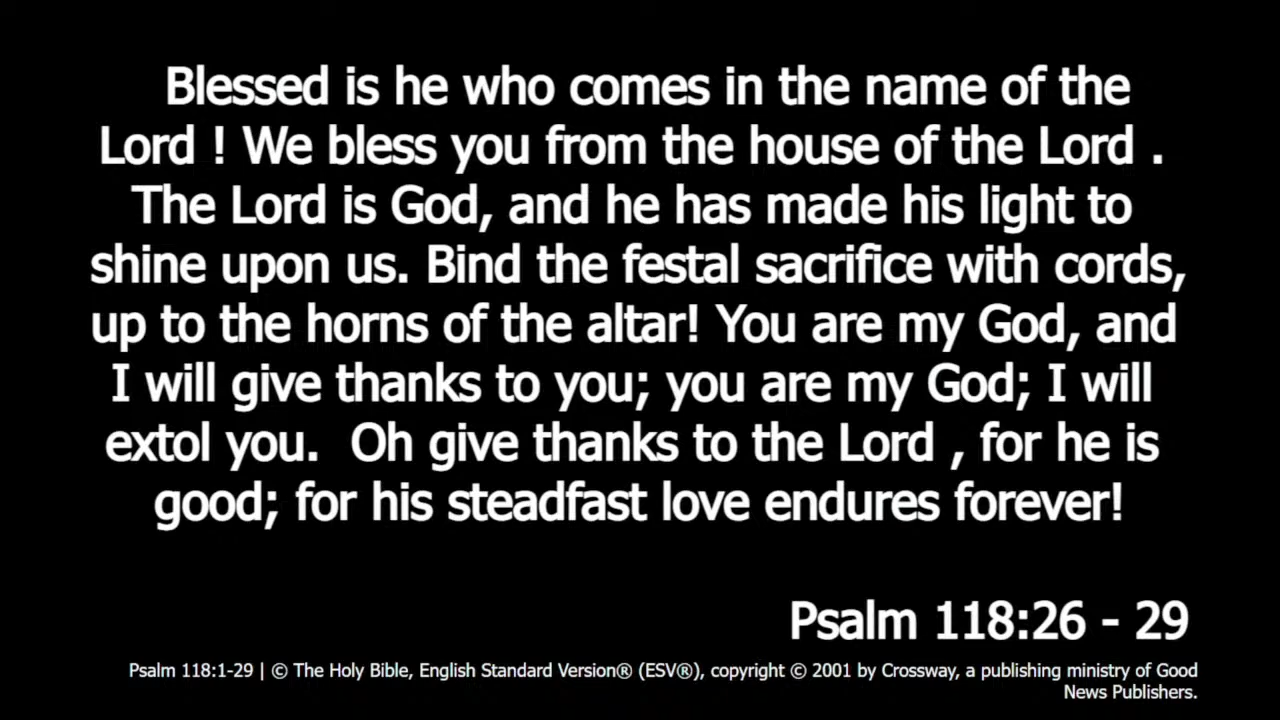 Blessed is he who comes in the name of the
Lord ! We bless you from the house of the Lord .
The Lord is God, and he has made his light to
shine upon us. Bind the festal sacrifice with cords,
up to the horns of the altar! You are my God, and
I will give thanks to you; you are my God; I will
extol you.  Oh give thanks to the Lord , for he is
good; for his steadfast love endures forever!
Psalm 118:26 - 29
Psalm 118:1-29 | © The Holy Bible, English Standard Version® (ESV®), copyright © 2001 by Crossway, a publishing ministry of Good
News Publishers.